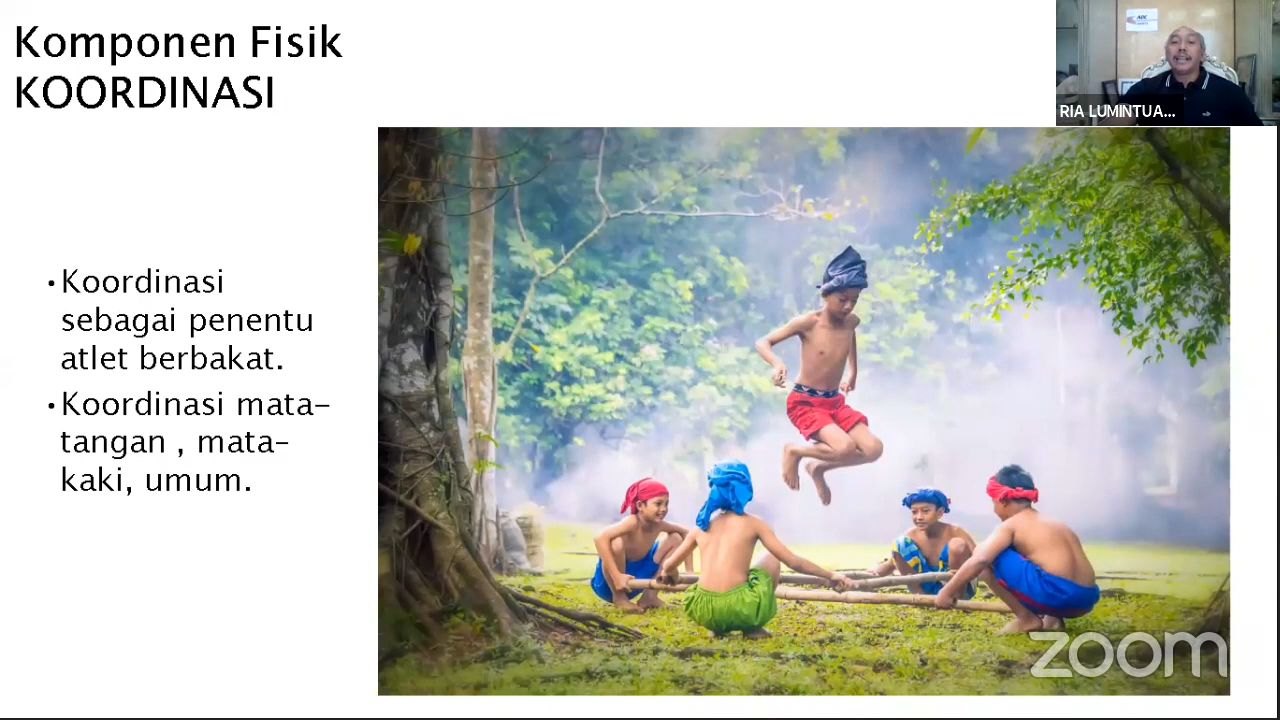 Komponen Fisik
KOORDINASI
RIA LUMINTUA...
• Koordinasi
sebagai penentu
atlet berbakat.
• Koordinasi mata-
tangan , mata-
kaki, umum.
zoom